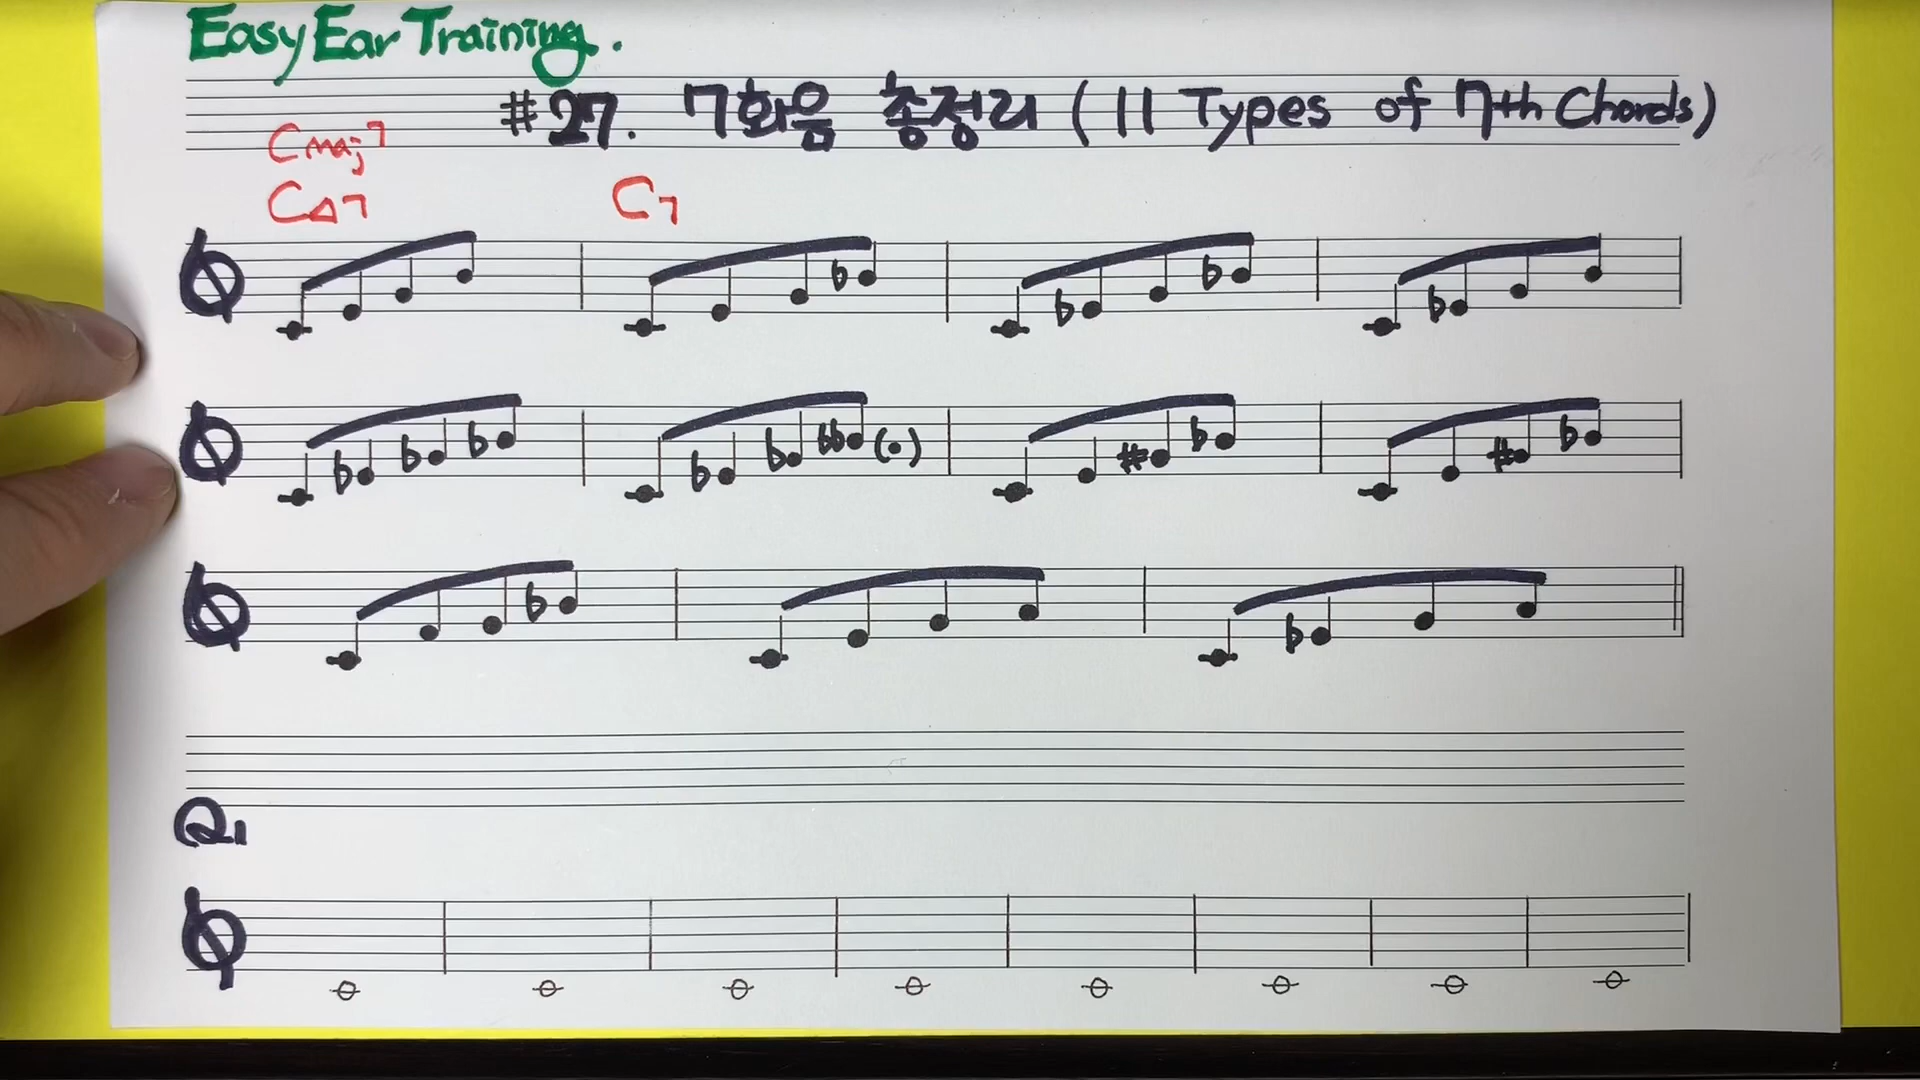 Easy Ear Training.
#27. 7화음 총정리 (11 Types of 7th Chords)
Cmaj7
C△7 C7
Q1